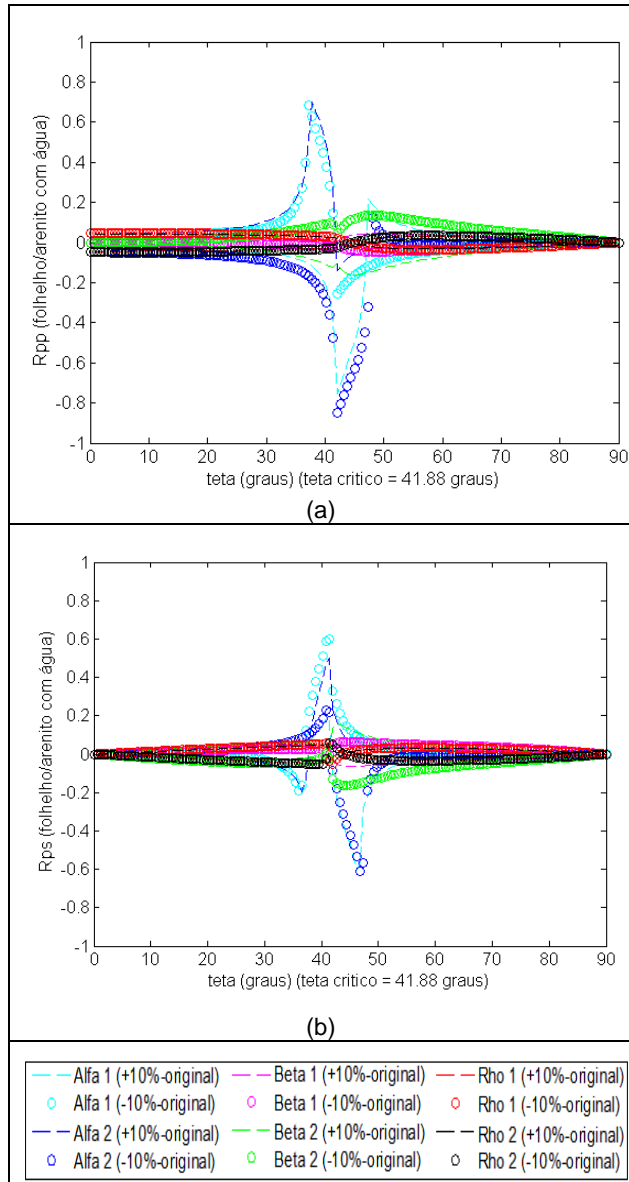 1
0.8
0.6
0.4
0.2
0
-0.2
-0.4
-0.6
-0.8
-1
Rpp (folhelho/arenito com água)
0 10 20 30 40 50 60 70 80 90
teta (graus) (teta critico = 41.88 graus)
(a)
1
0.8
0.6
0.4
0.2
0
-0.2
-0.4
-0.6
-0.8
-1
Rps (folhelho/arenito com água)
0 10 20 30 40 50 60 70 80 90
teta (graus) (teta critico = 41.88 graus)
(b)
Alfa 1 (+10%-original) Beta 1 (+10%-original) Rho 1 (+10%-original)
Alfa 1 (-10%-original) Beta 1 (-10%-original) Rho 1 (-10%-original)
Alfa 2 (+10%-original) Beta 2 (+10%-original) Rho 2 (+10%-original)
Alfa 2 (-10%-original) Beta 2 (-10%-original) Rho 2 (-10%-original)